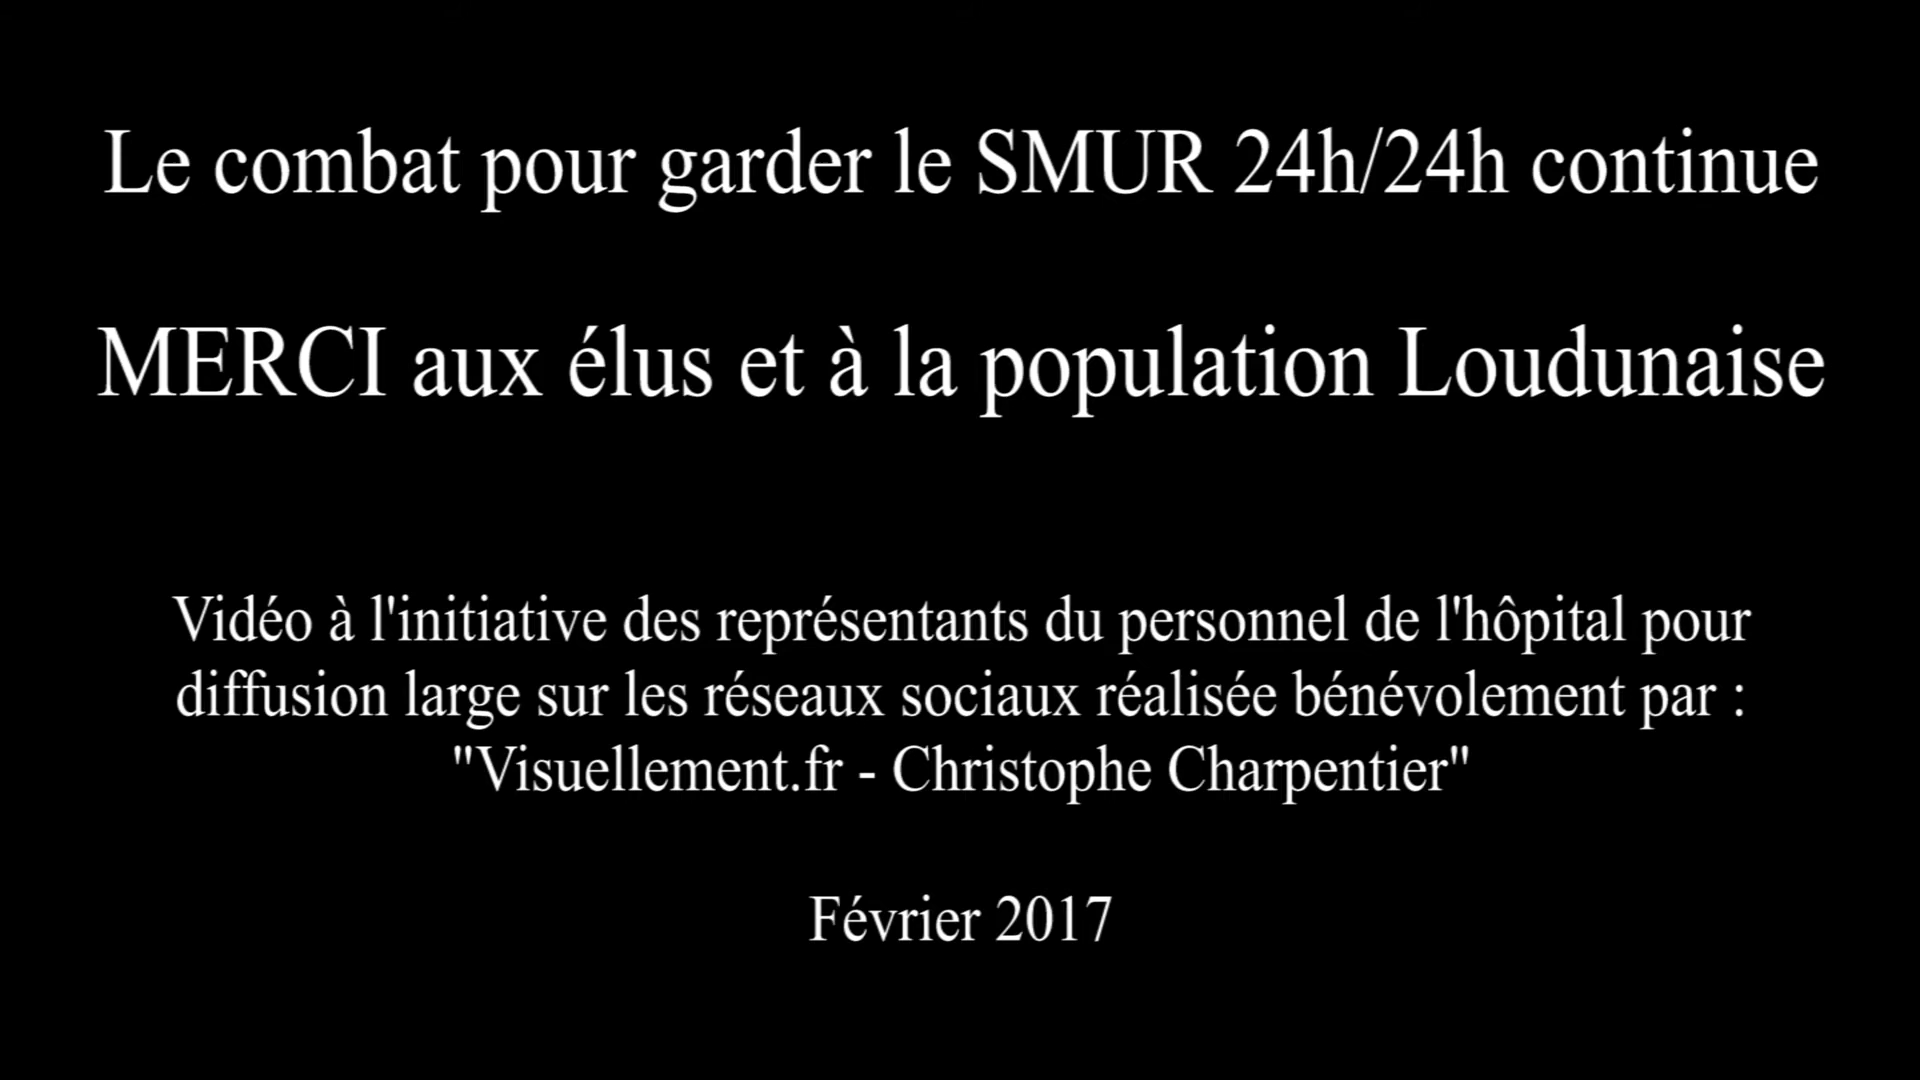 Le combat pour garder le SMUR 24h/24h continue
MERCI aux élus et à la population Loudunaise
Vidéo à l'initiative des représentants du personnel de l'hôpital pour
diffusion large sur les réseaux sociaux réalisée bénévolement par :
"Visuellement.fr - Christophe Charpentier"
Février 2017